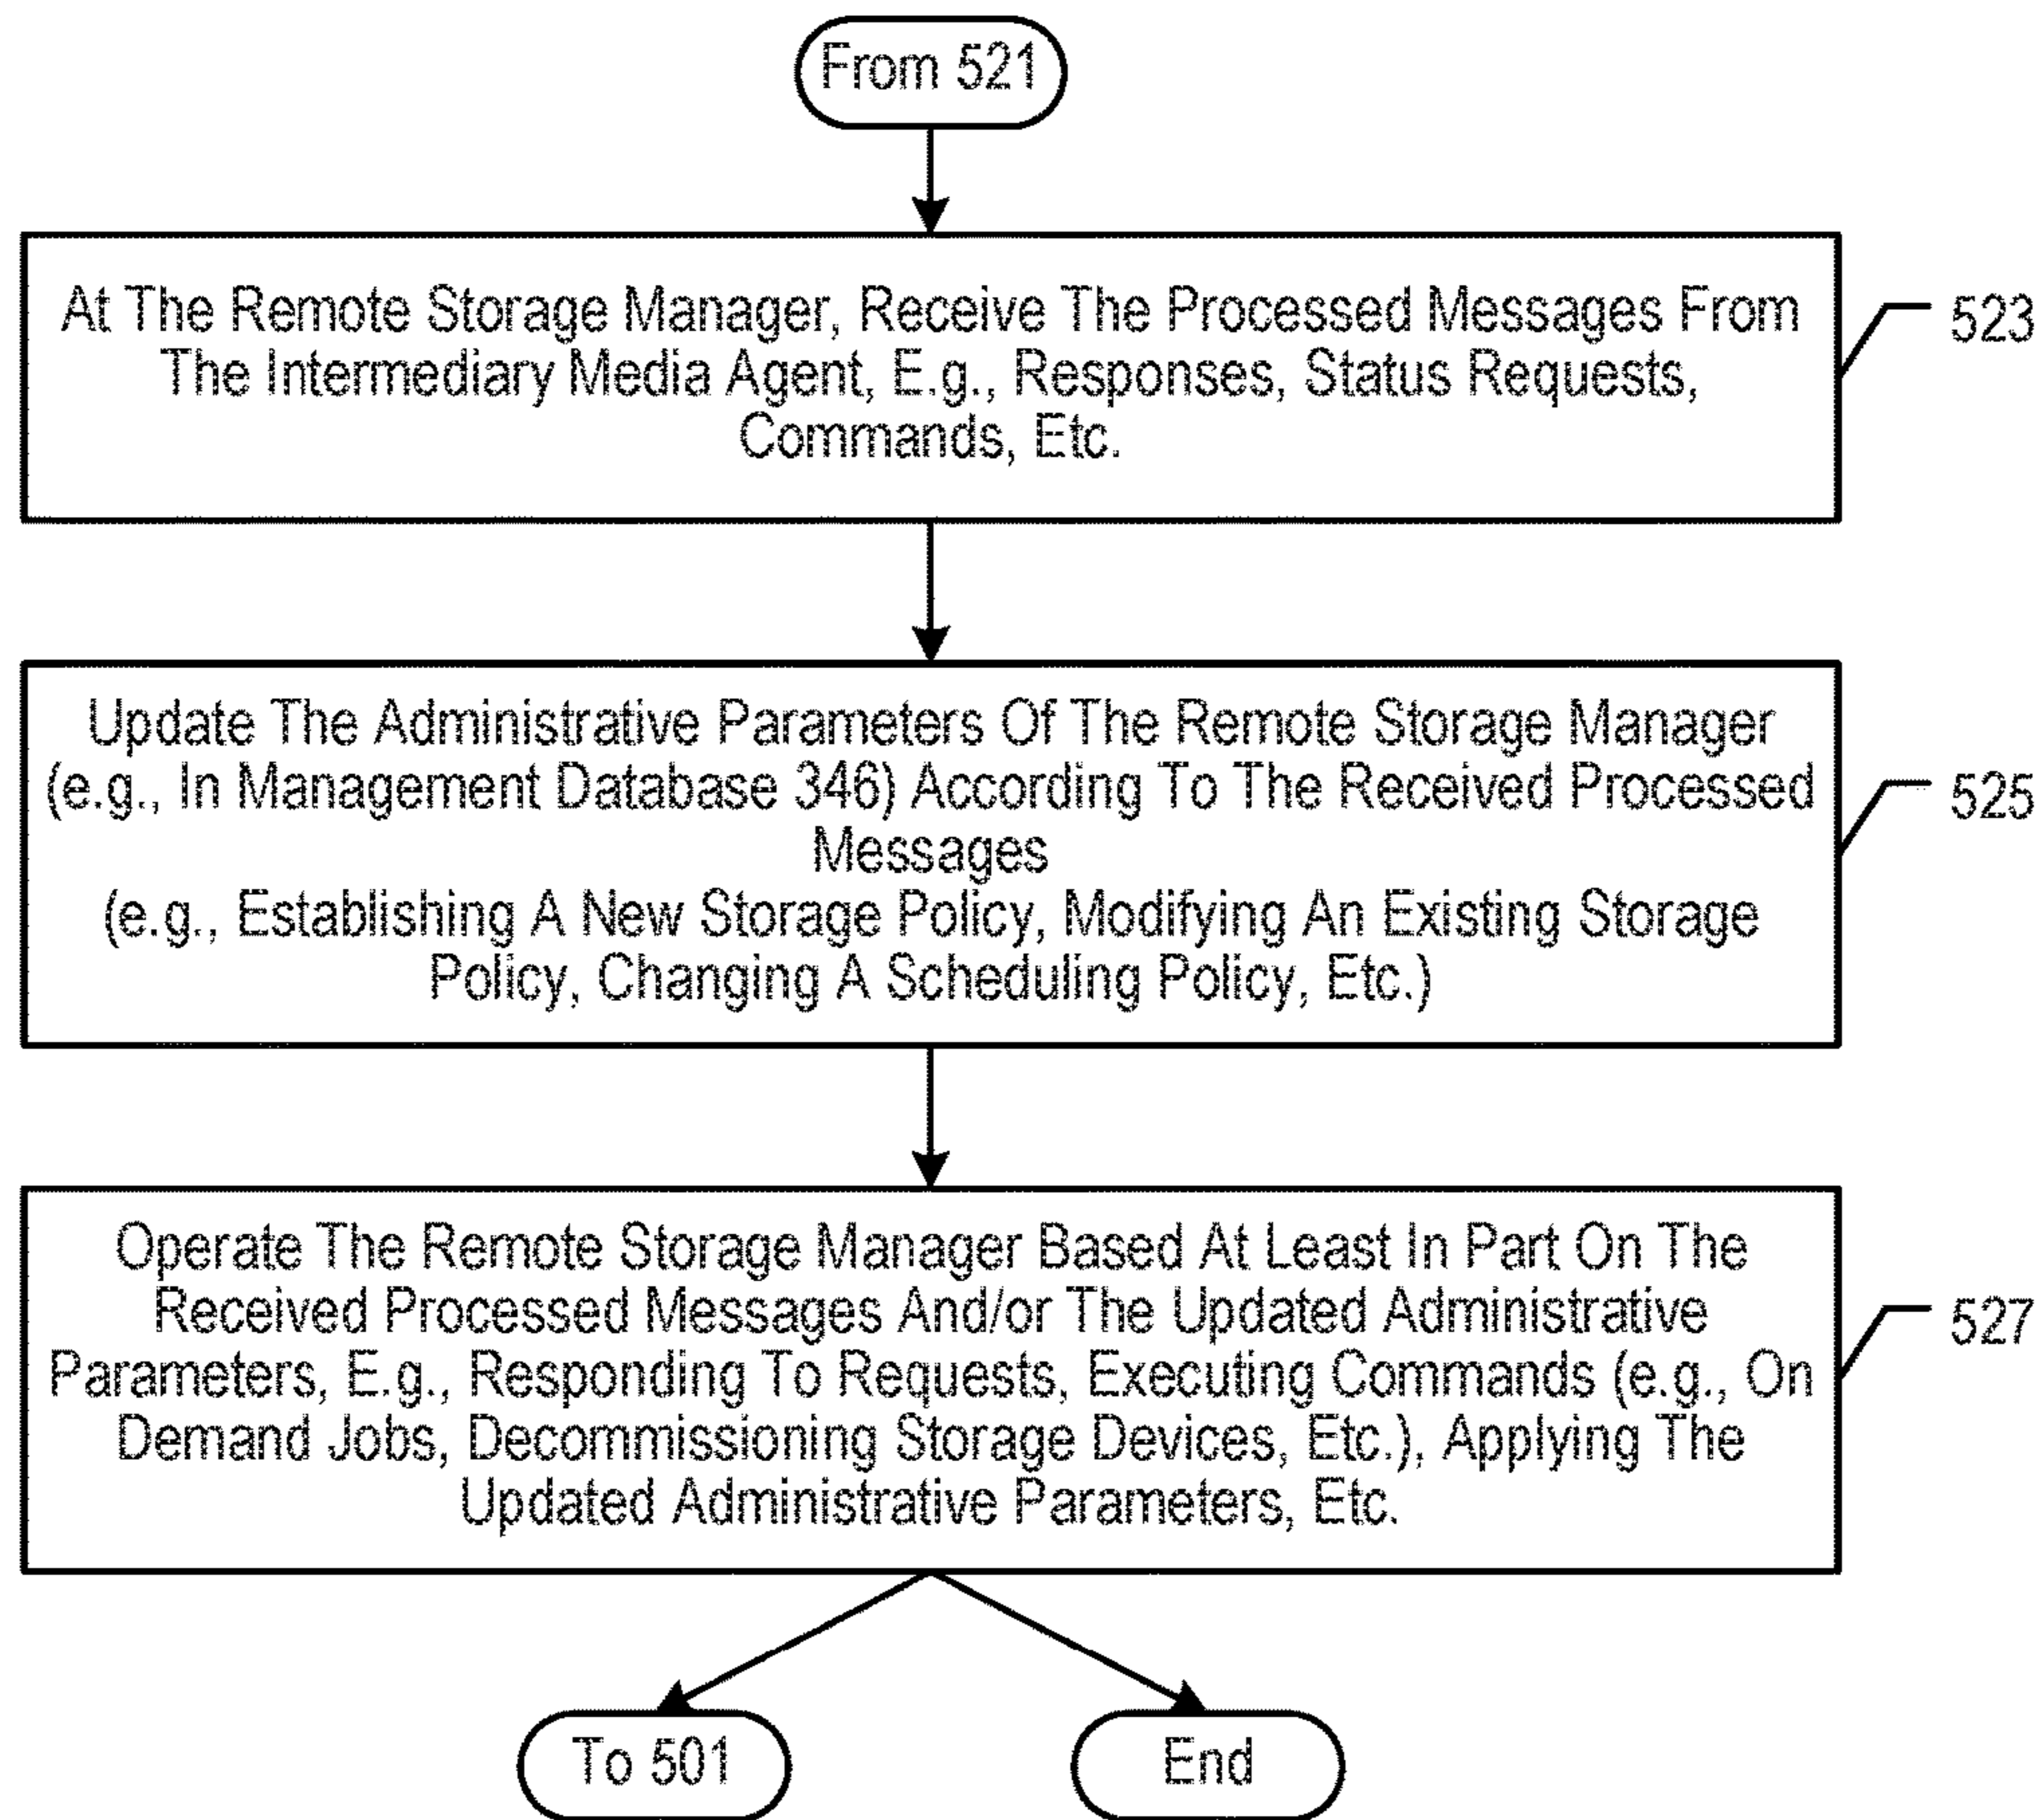 From 521
At The Remote Storage Manager, Receive The Processed Messages From
The Intermediary Media Agent, E.g., Responses, Status Requests,
Commands, Etc.
523
Update The Administrative Parameters Of The Remote Storage Manager
(e.g., In Management Database 346) According To The Received Processed
Messages
(e.g., Establishing A New Storage Policy, Modifying An Existing Storage
Policy, Changing A Scheduling Policy, Etc.)
525
Operate The Remote Storage Manager Based At Least In Part On The
Received Processed Messages And/or The Updated Administrative
Parameters, E.g., Responding To Requests, Executing Commands (e.g., On
Demand Jobs, Decommissioning Storage Devices, Etc.), Applying The
Updated Administrative Parameters, Etc.
527
To 501
End